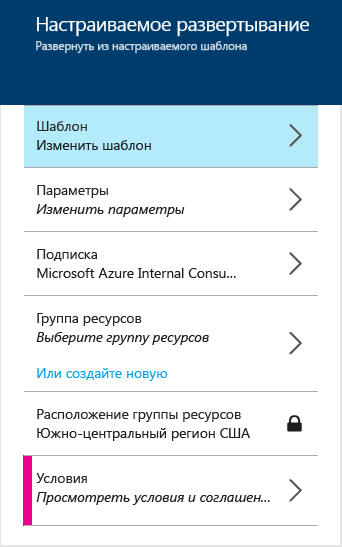 Настраиваемое развертывание
Развернуть из настраиваемого шаблона
Шаблон
Изменить шаблон
Параметры
Изменить параметры
Подписка
Microsoft Azure Internal Consu...
Группа ресурсов
Выберите группу ресурсов
Или создайте новую
Расположение группы ресурсов
Южно-центральный регион США
Условия
Просмотреть условия и соглашен...